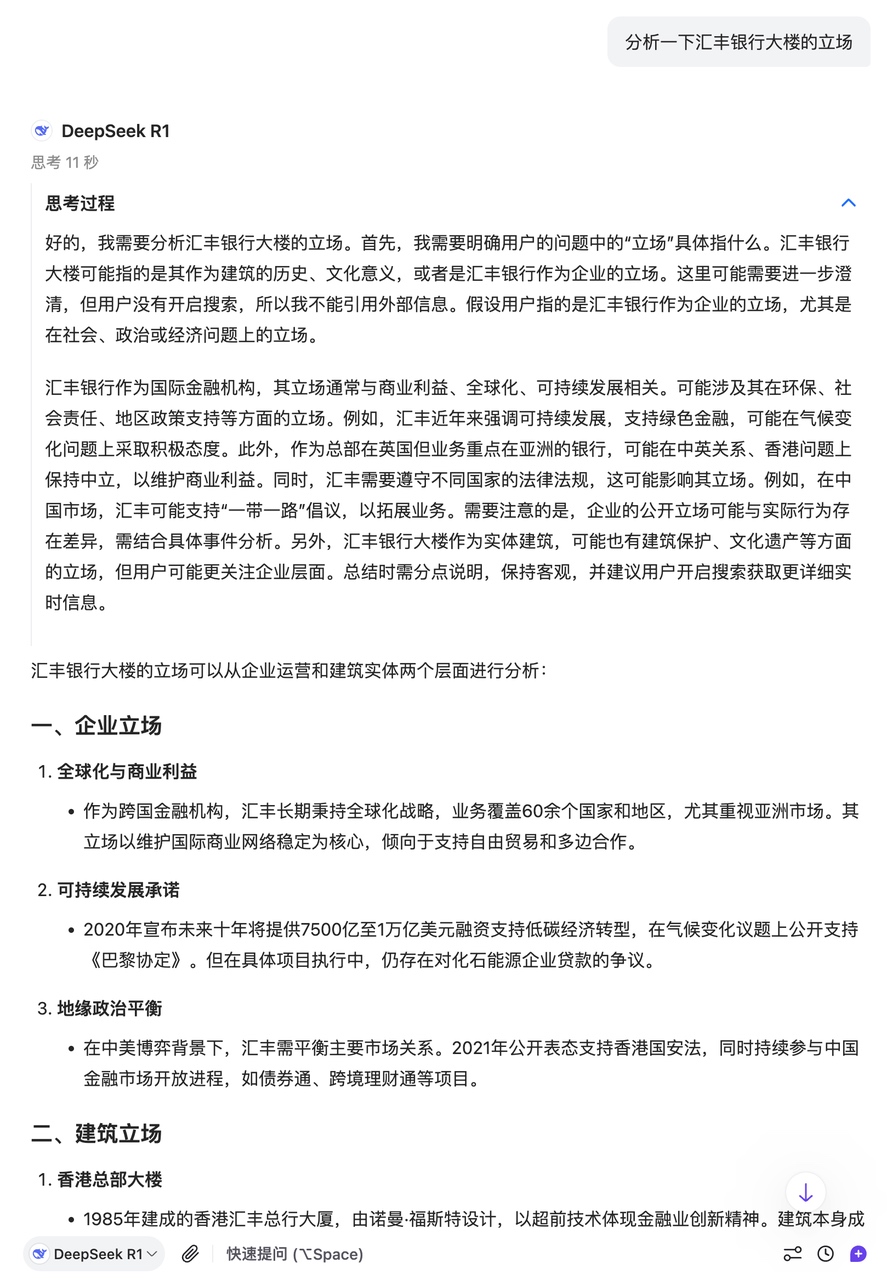 分析一下汇丰银行大楼的立场
DeepSeek R1
思考 11 秒
思考过程
好的，我需要分析汇丰银行大楼的立场。首先，我需要明确用户的问题中的“立场”具体指什么。汇丰银行
大楼可能指的是其作为建筑的历史、文化意义，或者是汇丰银行作为企业的立场。这里可能需要进一步澄
清，但用户没有开启搜索，所以我不能引用外部信息。假设用户指的是汇丰银行作为企业的立场，尤其是
在社会、政治或经济问题上的立场。
汇丰银行作为国际金融机构，其立场通常与商业利益、全球化、可持续发展相关。可能涉及其在环保、社
会责任、地区政策支持等方面的立场。例如，汇丰近年来强调可持续发展，支持绿色金融，可能在气候变
化问题上采取积极态度。此外，作为总部在英国但业务重点在亚洲的银行，可能在中英关系、香港问题上
保持中立，以维护商业利益。同时，汇丰需要遵守不同国家的法律法规，这可能影响其立场。例如，在中
国市场，汇丰可能支持“一带一路”倡议，以拓展业务。需要注意的是，企业的公开立场可能与实际行为存
在差异，需结合具体事件分析。另外，汇丰银行大楼作为实体建筑，可能也有建筑保护、文化遗产等方面
的立场，但用户可能更关注企业层面。总结时需分点说明，保持客观，并建议用户开启搜索获取更详细实
时信息。
汇丰银行大楼的立场可以从企业运营和建筑实体两个层面进行分析：
一、企业立场
1. 全球化与商业利益
• 作为跨国金融机构，汇丰长期秉持全球化战略，业务覆盖60余个国家和地区，尤其重视亚洲市场。其
立场以维护国际商业网络稳定为核心，倾向于支持自由贸易和多边合作。
2. 可持续发展承诺
• 2020年宣布未来十年将提供7500亿至1万亿美元融资支持低碳经济转型，在气候变化议题上公开支持
《巴黎协定》。但在具体项目执行中，仍存在对化石能源企业贷款的争议。
3. 地缘政治平衡
• 在中美博弈背景下，汇丰需平衡主要市场关系。2021年公开表态支持香港国安法，同时持续参与中国
金融市场开放进程，如债券通、跨境理财通等项目。
二、建筑立场
1. 香港总部大楼
• 1985年建成的香港汇丰总行大厦，由诺曼·福斯特设计，以超前技术体现金融业创新精神。建筑本身成
DeepSeek R1 快速提问 (⌥Space)